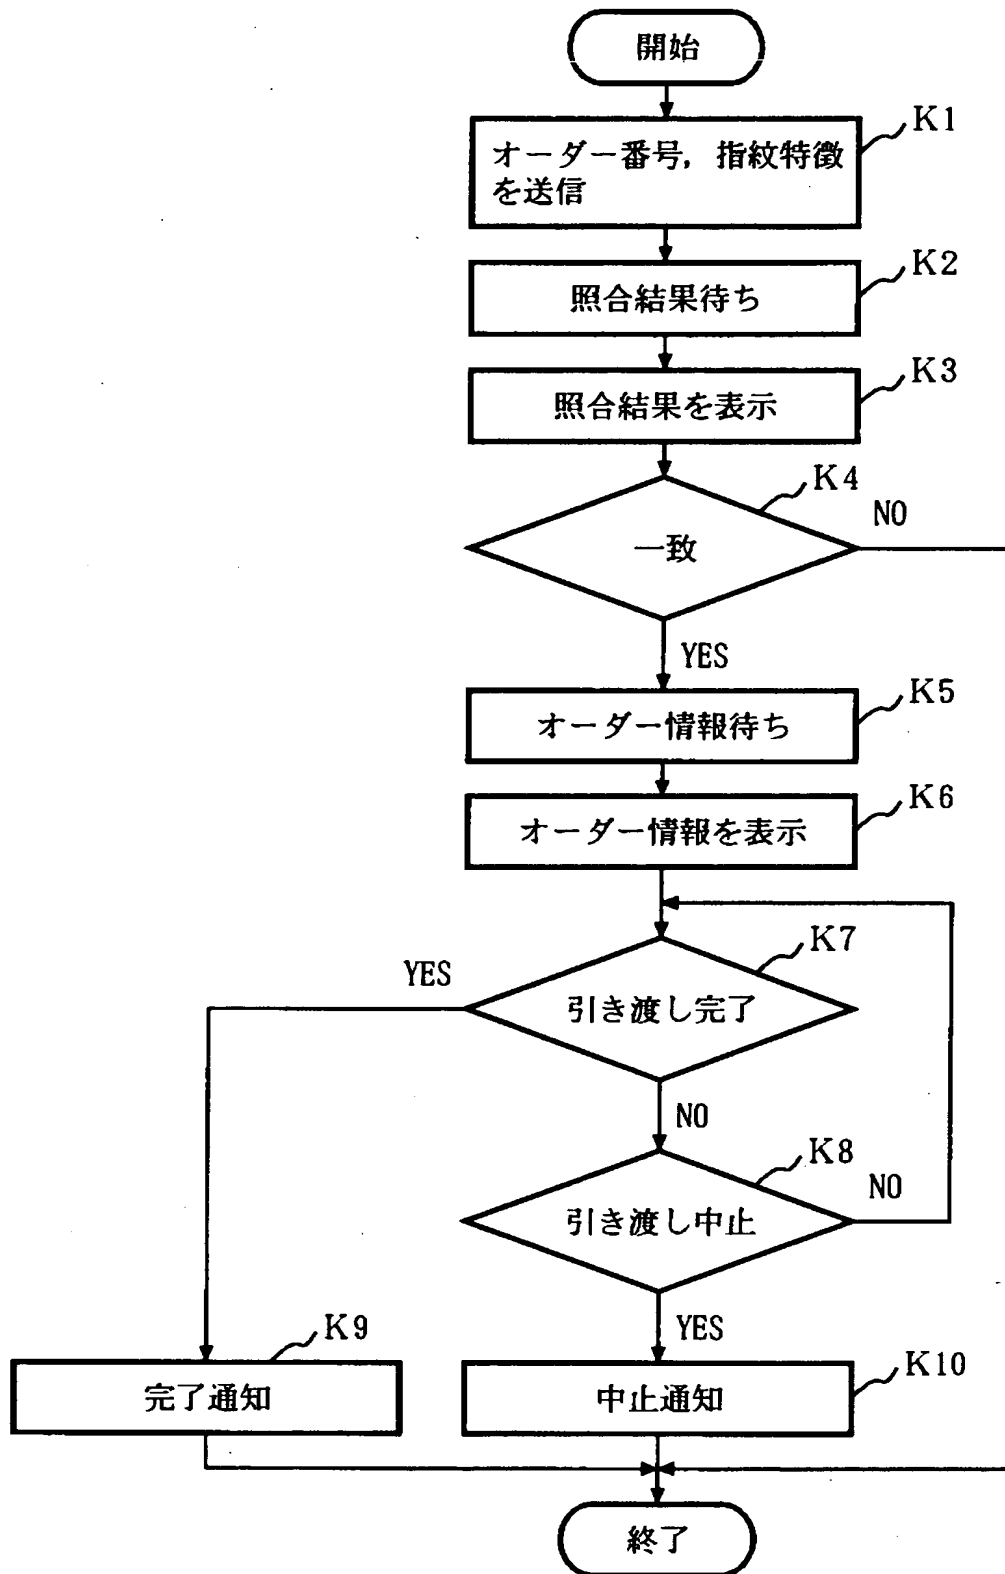 開始
K1
オーダー番号,指紋特徴
を送信
K2
照合結果待ち
K3
照合結果を表示
K4
一致
NO
YES
K5
オーダー情報待ち
K6
オーダー情報を表示
K7
YES
引き渡し完了
NO
K8
引き渡し中止
NO
YES
K9
完了通知
K10
中止通知
終了